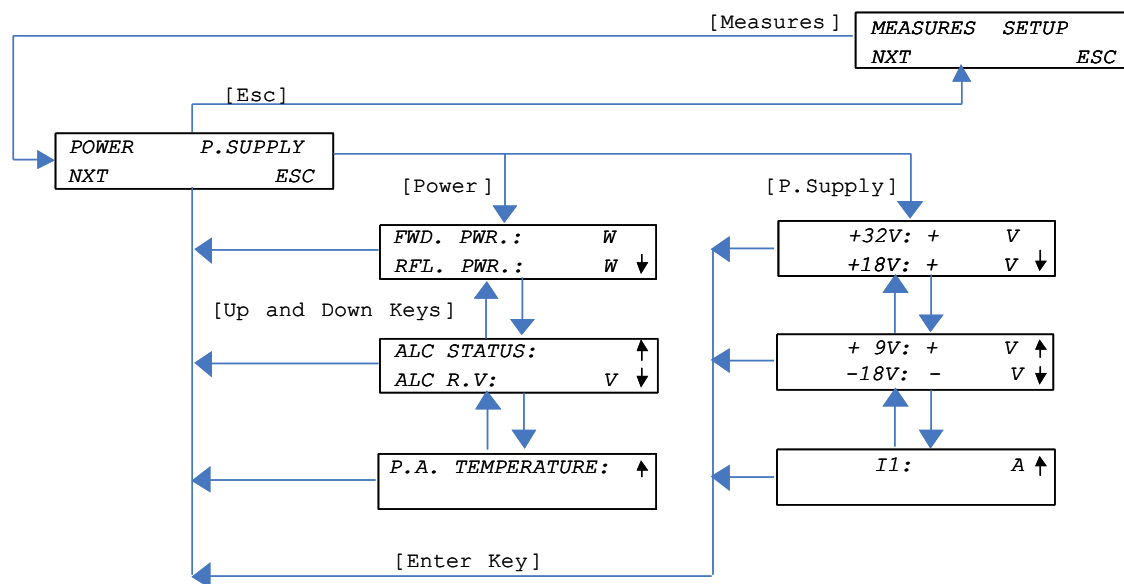 [Measures]
MEASURES SETUP
NXT ESC
[Esc]
POWER P.SUPPLY
NXT ESC
[Power]
[P.Supply]
FWD. PWR.: W
RFL. PWR.: W ↓
+32V: + V
+18V: + V ↓
[Up and Down Keys]
ALC STATUS: ↑
ALC R.V: V ↓
+ 9V: + V ↑
-18V: - V ↓
P.A. TEMPERATURE: ↑
I1: A ↑
[Enter Key]